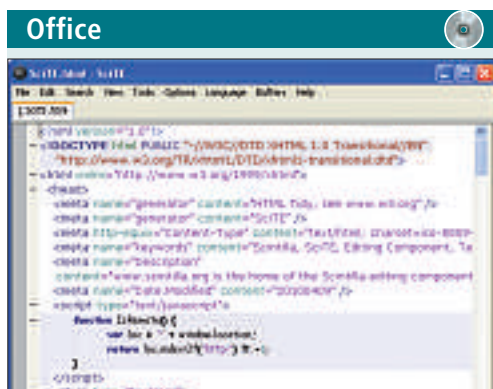 Office
SciTE.html - SciTE
File Edit Search View Tools Options Language Buffers Help
1 SciTE.html
<?xml version="1.0"?>
<!DOCTYPE html PUBLIC "-//W3C//DTD XHTML 1.0 Transitional//EN"
"http://www.w3.org/TR/xhtml1/DTD/xhtml1-transitional.dtd">
<html xmlns="http://www.w3.org/1999/xhtml">
<head>
<meta name="generator" content="HTML Tidy, see www.w3.org" />
<meta name="generator" content="SciTE" />
<meta http-equiv="Content-Type" content="text/html; charset=iso-8859-
<meta name="keywords" content="Scintilla, SciTE, Editing Component, Te
<meta name="Description"
content="www.scintilla.org is the home of the Scintilla editing component
<meta name="Date.Modified" content="20100409" />
<script type="text/javascript">
function IsRemote() {
var loc = '' + window.location;
return
}
</script>